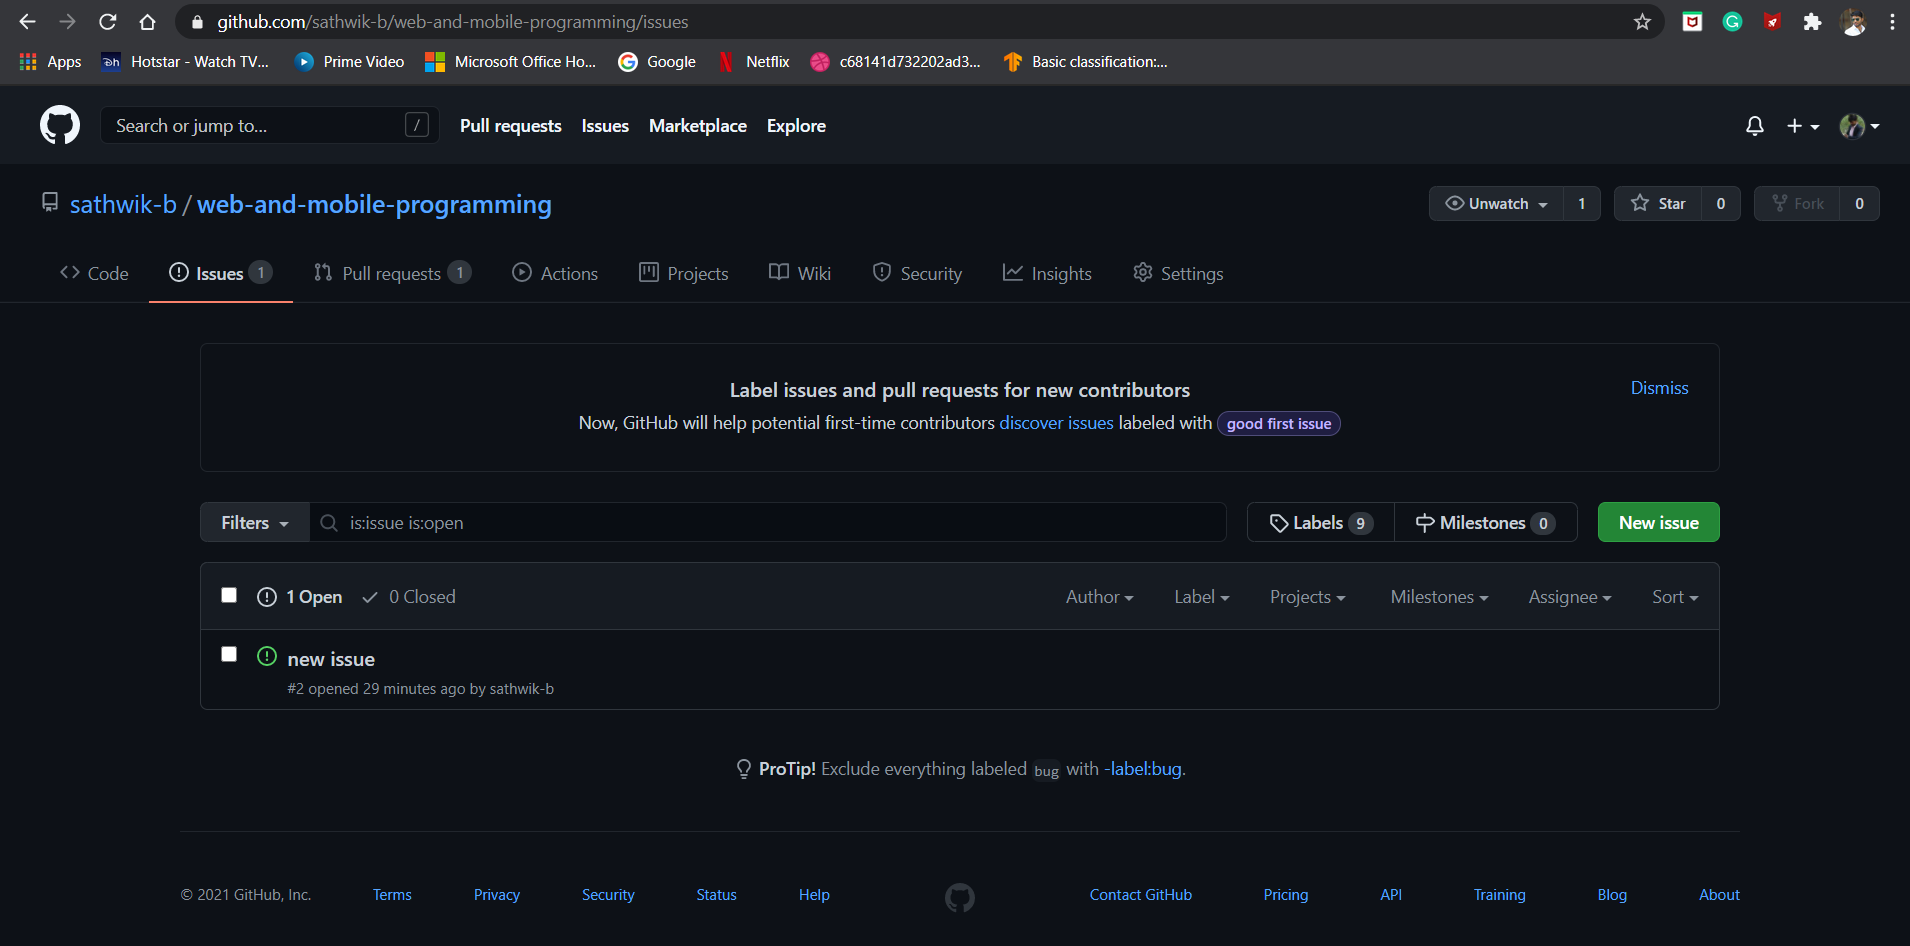 github.com/sathwik-b/web-and-mobile-programming/issues
Apps Hotstar - Watch TV... Prime Video Microsoft Office Ho... Google Netflix c68141d732202ad3... Basic classification:...
Search or jump to... / Pull requests Issues Marketplace Explore
sathwik-b / web-and-mobile-programming Unwatch 1 Star 0 Fork 0
Code Issues 1 Pull requests 1 Actions Projects Wiki Security Insights Settings
Label issues and pull requests for new contributors Dismiss
Now, GitHub will help potential first-time contributors discover issues labeled with good first issue
Filters is:issue is:open Labels 9 Milestones 0 New issue
1 Open 0 Closed Author Label Projects Milestones Assignee Sort
new issue
#2 opened 29 minutes ago by sathwik-b
ProTip! Exclude everything labeled bug with -label:bug.
© 2021 GitHub, Inc. Terms Privacy Security Status Help Contact GitHub Pricing API Training Blog About